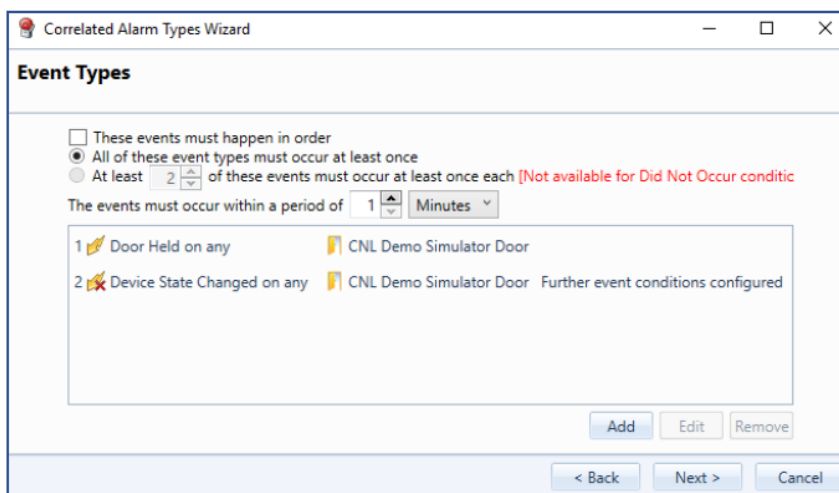 Correlated Alarm Types Wizard
Event Types
These events must happen in order
All of these event types must occur at least once
At least 2 of these events must occur at least once each [Not available for Did Not Occur conditic
The events must occur within a period of 1 Minutes
1 Door Held on any CNL Demo Simulator Door
2 Device State Changed on any CNL Demo Simulator Door Further event conditions configured
Add Edit Remove
< Back Next > Cancel